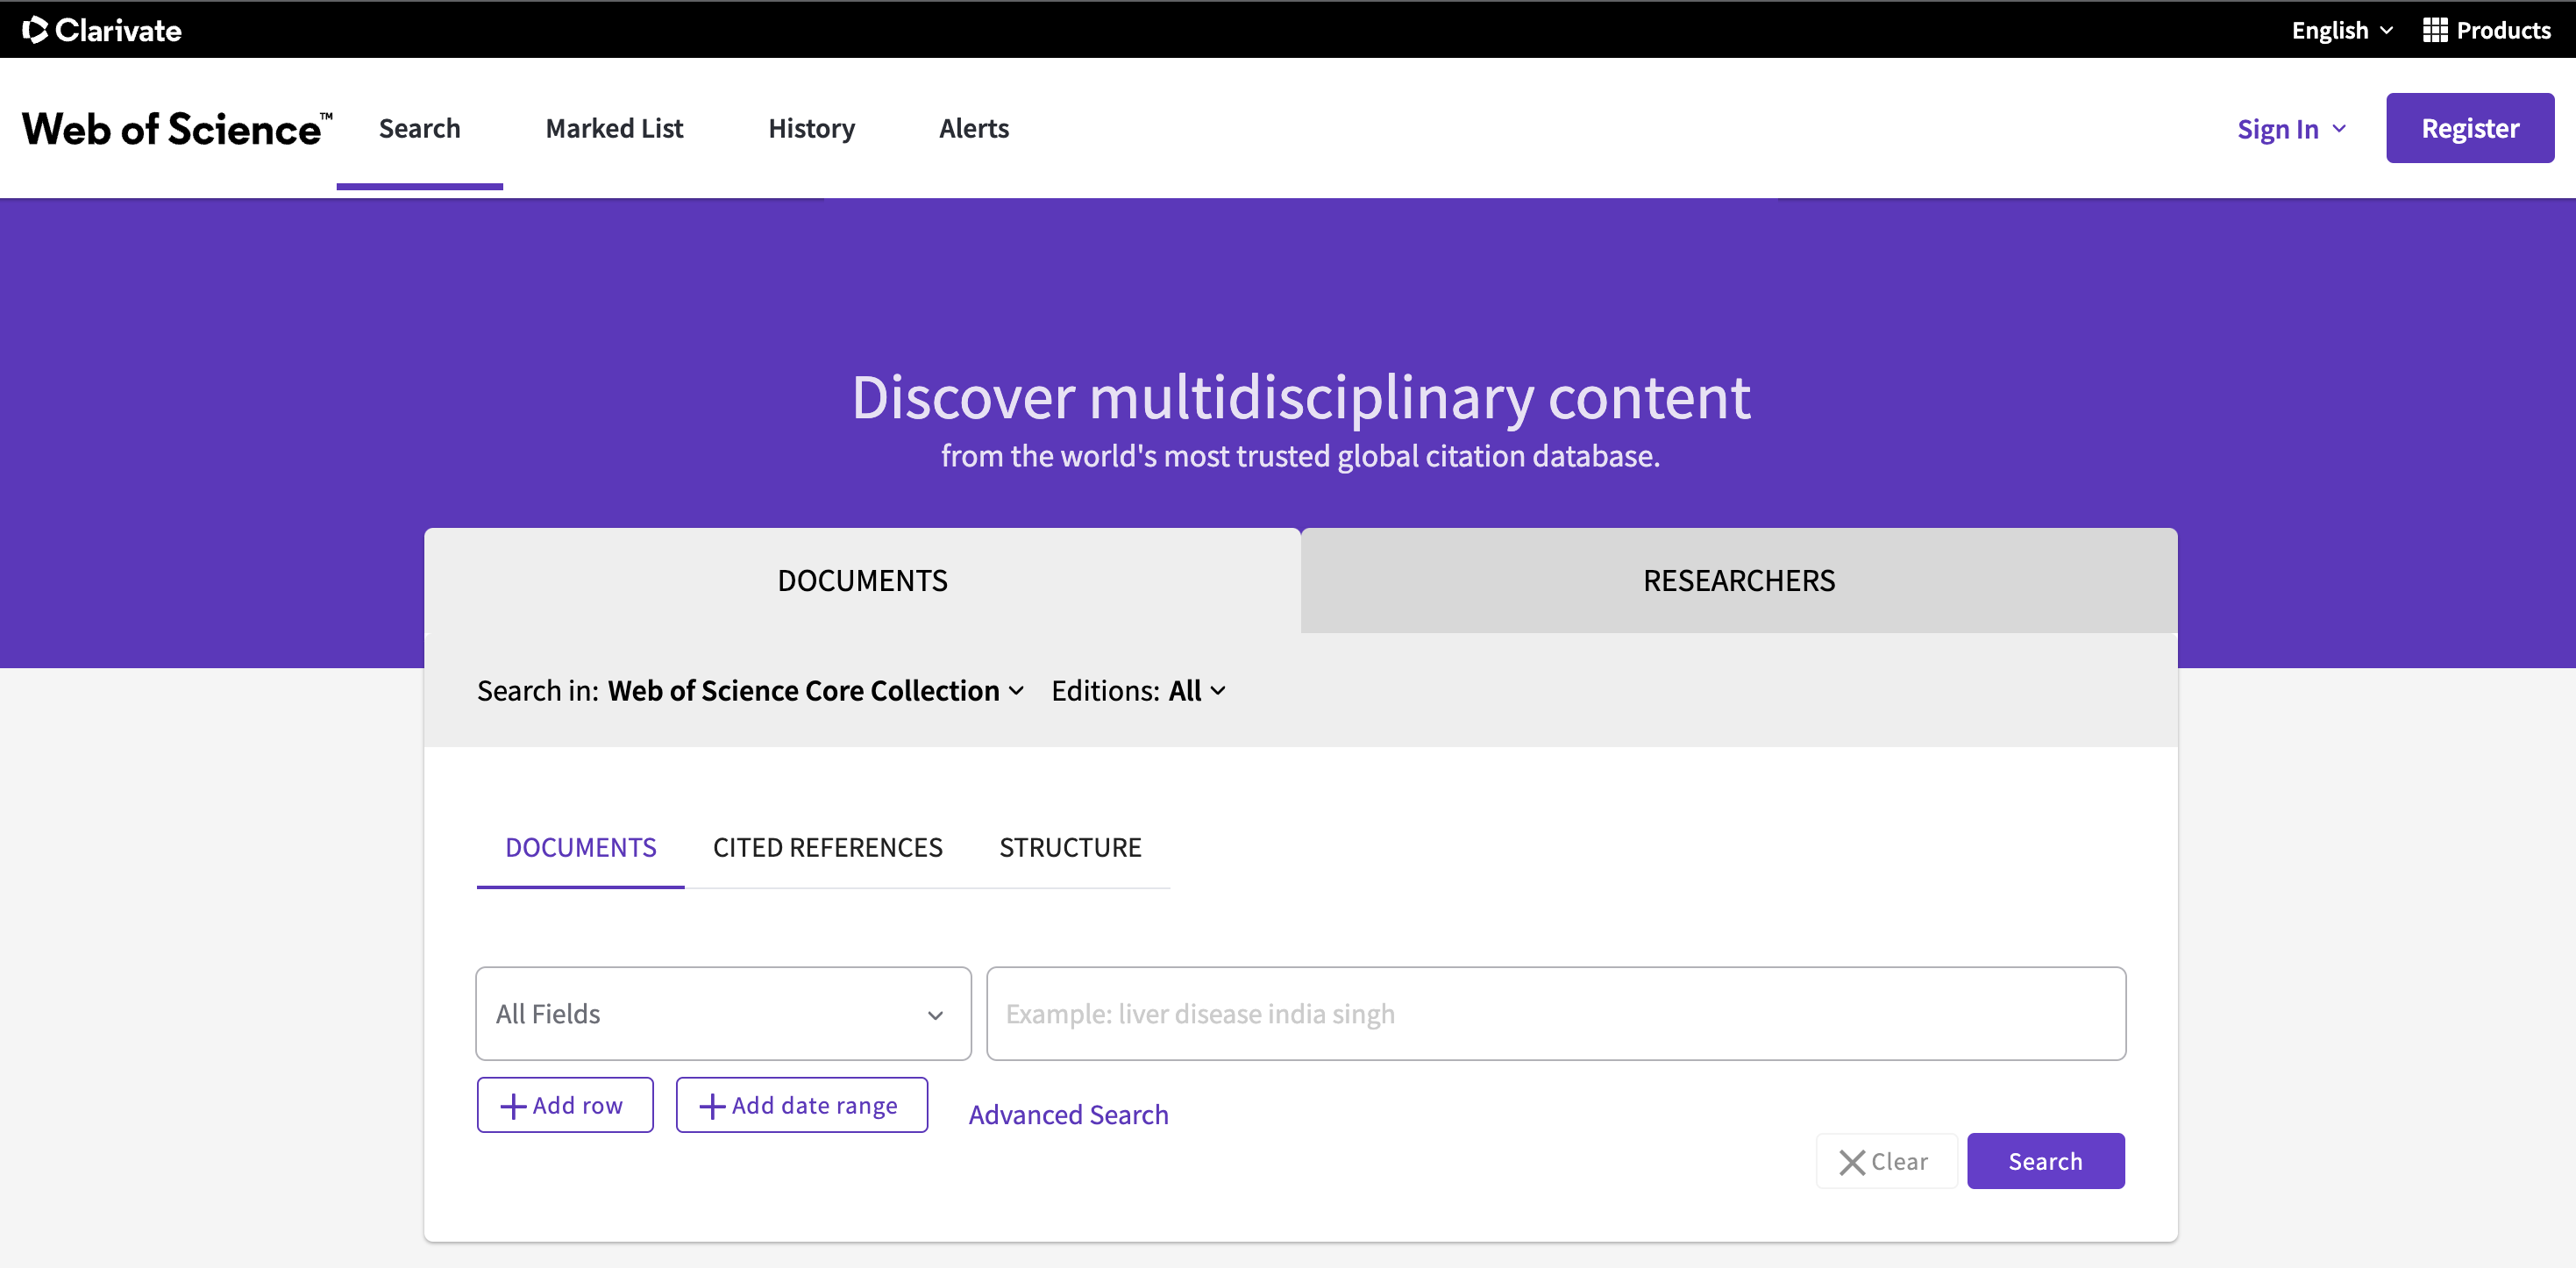 Clarivate
English
Products
Web of Science™
Search
Marked List
History
Alerts
Sign In
Register
Discover multidisciplinary content
from the world's most trusted global citation database.
DOCUMENTS
RESEARCHERS
Search in: Web of Science Core Collection
Editions: All
DOCUMENTS
CITED REFERENCES
STRUCTURE
All Fields
Example: liver disease india singh
Add row
Add date range
Advanced Search
Clear
Search